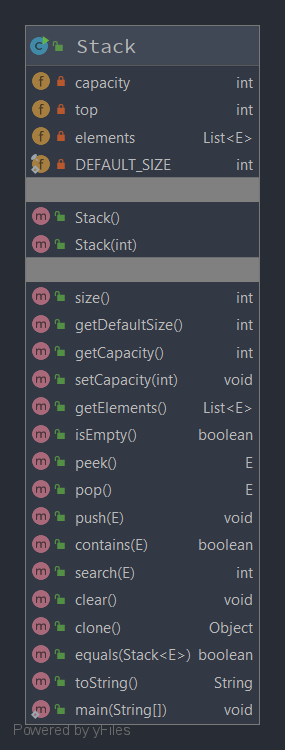 Stack
capacity int
top int
elements List<E>
DEFAULT_SIZE int
Stack()
Stack(int)
size() int
getDefaultSize() int
getCapacity() int
setCapacity(int) void
getElements() List<E>
isEmpty() boolean
peek() E
pop() E
push(E) void
contains(E) boolean
search(E) int
clear() void
clone() Object
equals(Stack<E>) boolean
toString() String
main(String[]) void
Powered by yFiles